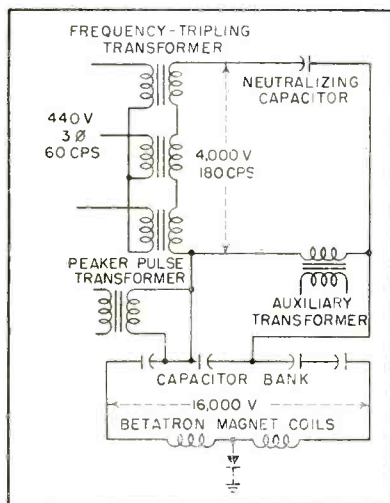 FREQUENCY-TRIPLING
TRANSFORMER
NEUTRALIZING
CAPACITOR
440 V
3 Ø
60 CPS
4,000 V
180 CPS
PEAKER PULSE
TRANSFORMER
AUXILIARY
TRANSFORMER
CAPACITOR BANK
16,000 V
BETATRON MAGNET COILS